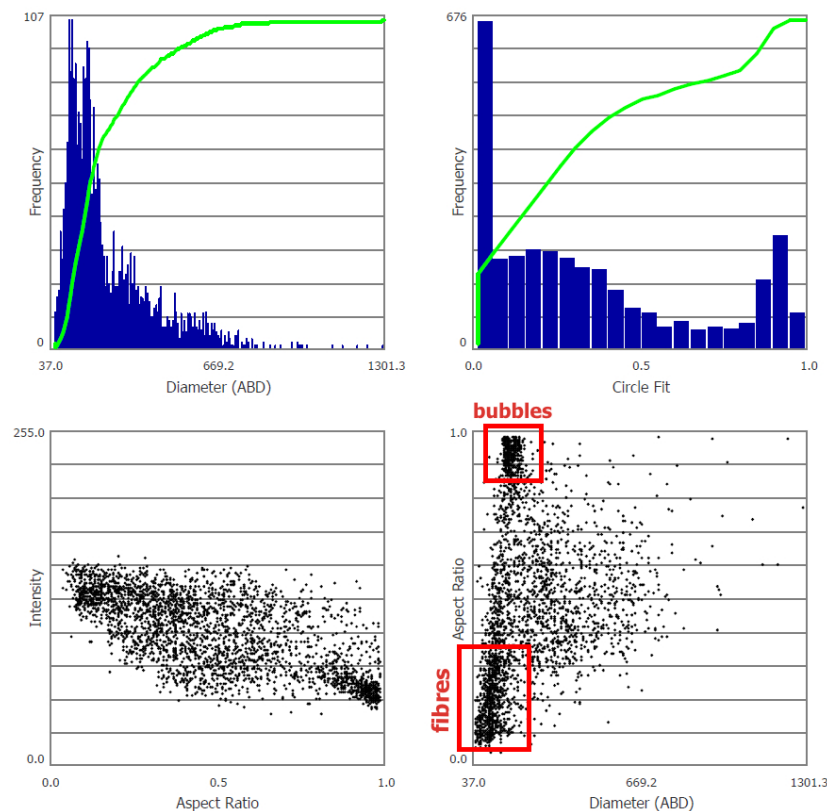 107
Frequency
0
37.0
669.2
1301.3
Diameter (ABD)
676
Frequency
0
0.0
0.5
1.0
Circle Fit
255.0
Intensity
0.0
0.0
0.5
1.0
Aspect Ratio
bubbles
1.0
Aspect Ratio
fibres
0.0
37.0
669.2
1301.3
Diameter (ABD)